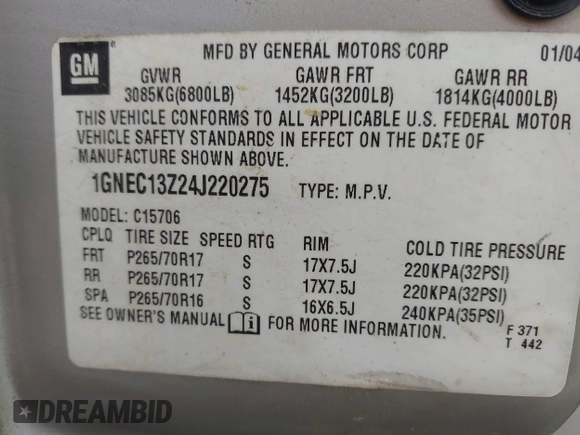 GM
MFD BY GENERAL MOTORS CORP 01/04
GVWR GAWR FRT GAWR RR
3085KG(6800LB) 1452KG(3200LB) 1814KG(4000LB)
THIS VEHICLE CONFORMS TO ALL APPLICABLE U.S. FEDERAL MOTOR
VEHICLE SAFETY STANDARDS IN EFFECT ON THE DATE OF
MANUFACTURE SHOWN ABOVE.
1GNEC13Z24J220275 TYPE: M.P.V.
MODEL: C15706
CPLQ TIRE SIZE SPEED RTG RIM COLD TIRE PRESSURE
FRT P265/70R17 S 17X7.5J 220KPA(32PSI)
RR P265/70R17 S 17X7.5J 220KPA(32PSI)
SPA P265/70R16 S 16X6.5J 240KPA(35PSI)
SEE OWNER'S MANUAL i FOR MORE INFORMATION.
F 371
T 442
DREAMBID